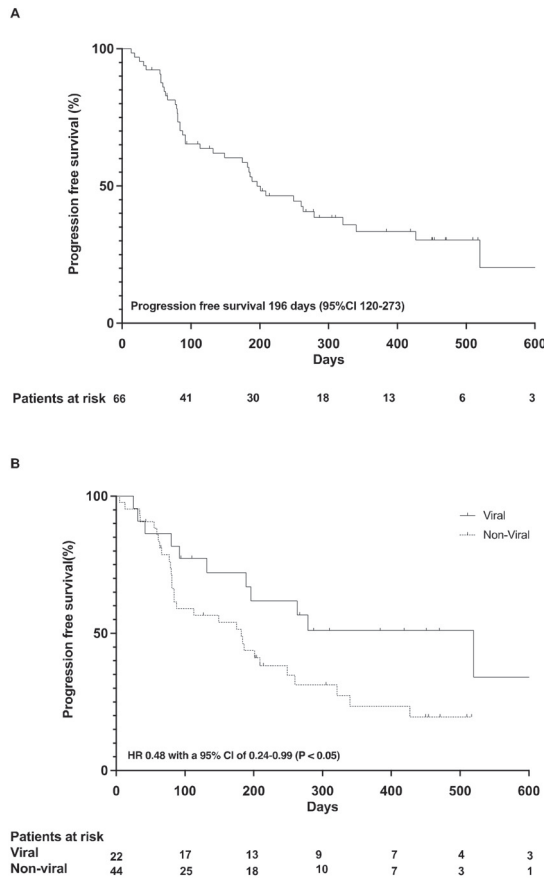 A
Progression free survival (%)
100
50
0
Progression free survival 196 days (95%CI 120-273)
0 100 200 300 400 500 600
Days
Patients at risk 66 41 30 18 13 6 3
B
Progression free survival(%)
100
50
0
Viral
Non-Viral
HR 0.48 with a 95% CI of 0.24-0.99 (P < 0.05)
0 100 200 300 400 500 600
Days
Patients at risk
Viral 22 17 13 9 7 4 3
Non-viral 44 25 18 10 7 3 1